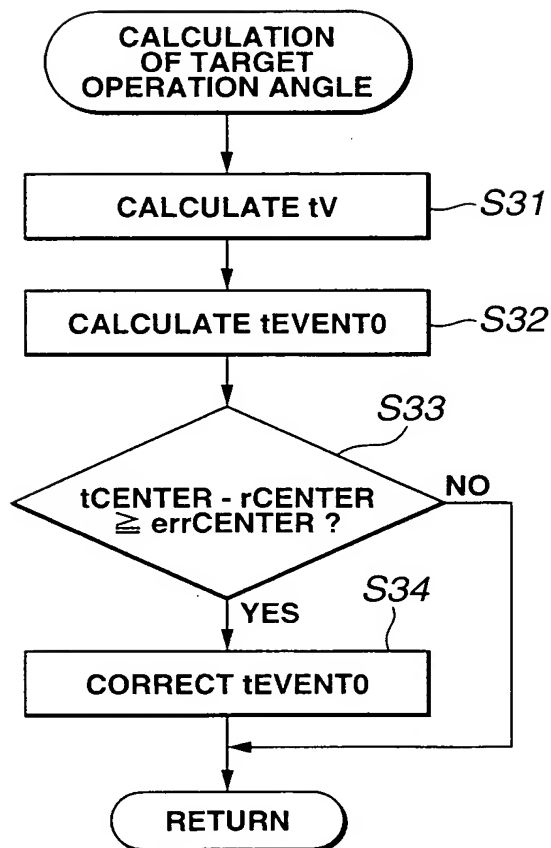 CALCULATION
OF TARGET
OPERATION ANGLE
CALCULATE tV
S31
CALCULATE tEVENT0
S32
S33
tCENTER - rCENTER
≧ errCENTER ?
NO
YES
S34
CORRECT tEVENT0
RETURN